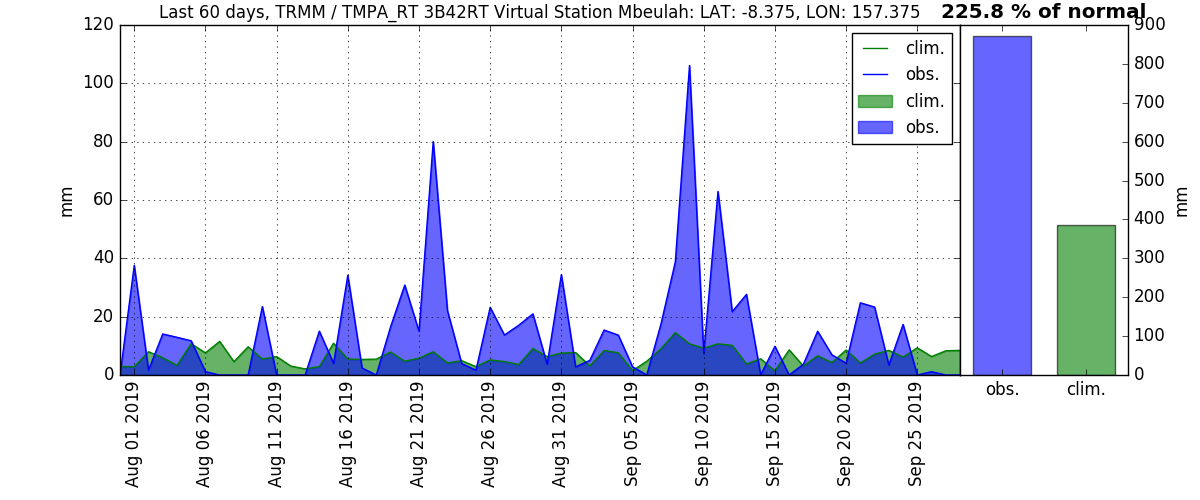 Last 60 days, TRMM / TMPA_RT 3B42RT Virtual Station Mbeulah: LAT: -8.375, LON: 157.375
225.8 % of normal
mm
120
100
80
60
40
20
0
clim.
obs.
clim.
obs.
Aug 01 2019
Aug 06 2019
Aug 11 2019
Aug 16 2019
Aug 21 2019
Aug 26 2019
Aug 31 2019
Sep 05 2019
Sep 10 2019
Sep 15 2019
Sep 20 2019
Sep 25 2019
900
800
700
600
500
400
300
200
100
0
mm
obs.
clim.